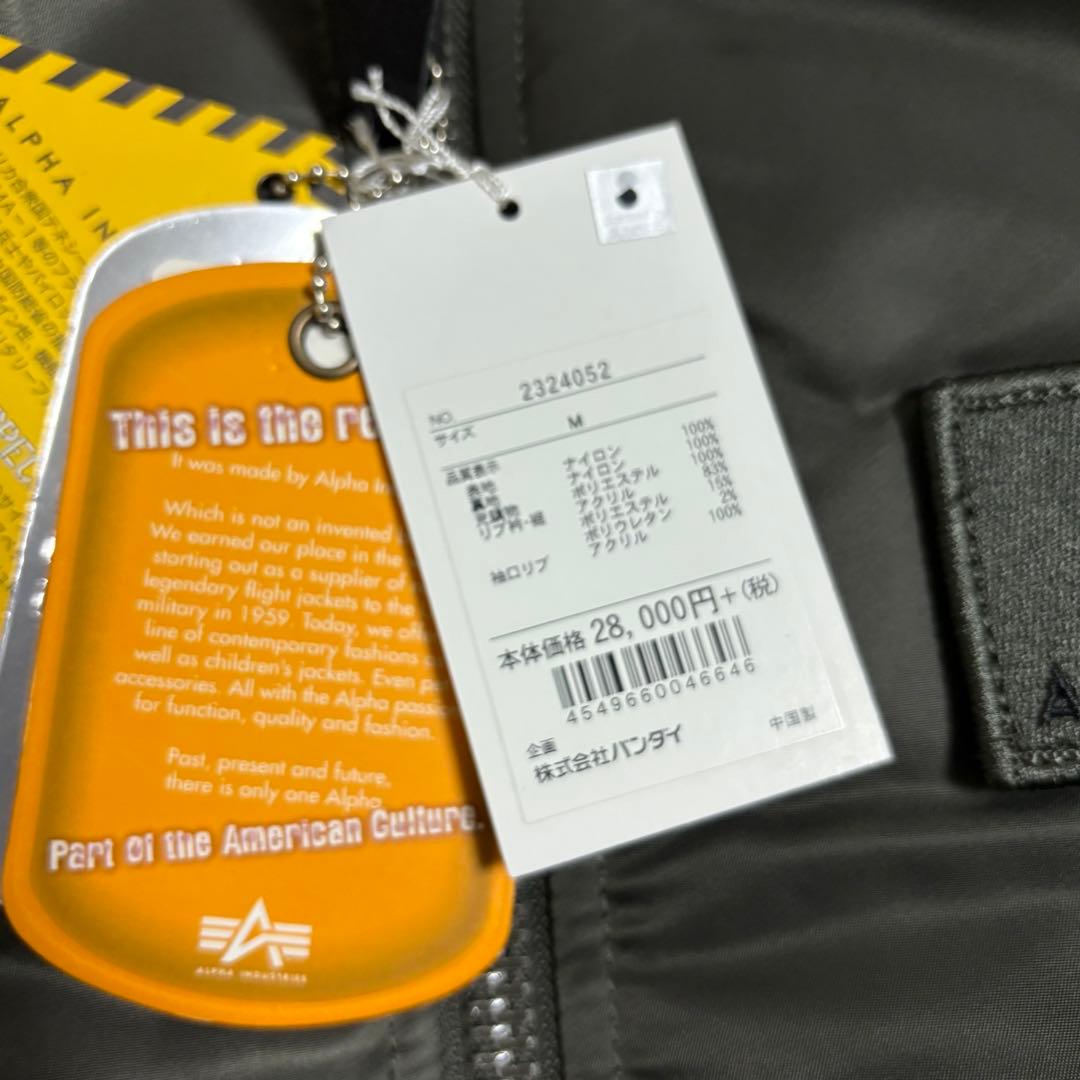 ALPHA IN
This is the re
It was made by Alpha In
Which is not an invented
We earned our place in the
starting out as a supplier of
legendary flight jackets to the
military in 1959. Today, we off
line of contemporary fashions
well as children's jackets. Even
accessories. All with the Alpha passio
for function, quality and fashion.
Past, present and future,
there is only one Alpha
Part of the American Culture.
ALPHA INDUSTRIES
NO. 2324052
サイズ M
品質表示
表地 ナイロン 100%
裏地 ナイロン 100%
充填物 ポリエステル 100%
リブ衿・裾 アクリル 83%
ポリエステル 15%
ポリウレタン 2%
袖口リブ アクリル 100%
本体価格 28,000円+(税)
4549660046646
企画 中国製
株式会社バンダイ
A